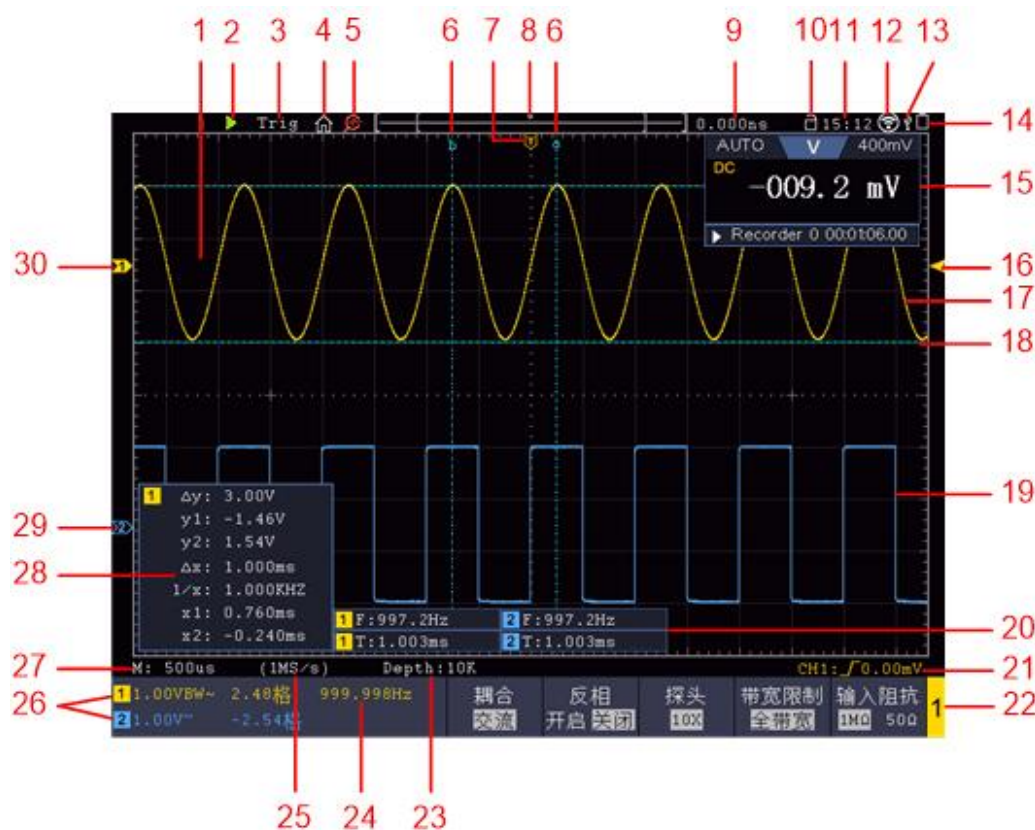 1 2 3 4 5 6 7 8 6 9 10 11 12 13
Trig 0.000ns 15:12
14
T
b a
AUTO V 400mV
DC
-009.2 mV
15
Recorder 0 00:01:06.00
30 1 16
17
18
19
1 Δy: 3.00V
y1: -1.46V
y2: 1.54V
Δx: 1.000ms
1/x: 1.000KHZ
x1: 0.760ms
x2: -0.240ms
29 2
28
1 F:997.2Hz 2 F:997.2Hz
1 T:1.003ms 2 T:1.003ms
20
27 M: 500us (1MS/s) Depth:10K CH1: 0.00mV 21
26
1 1.00VBW~ 2.48格 999.998Hz
2 1.00V~ -2.54格
耦合 反相 探头 带宽限制 输入阻抗
交流 开启 关闭 10X 全带宽 1MΩ 50Ω
1
22
25 24 23